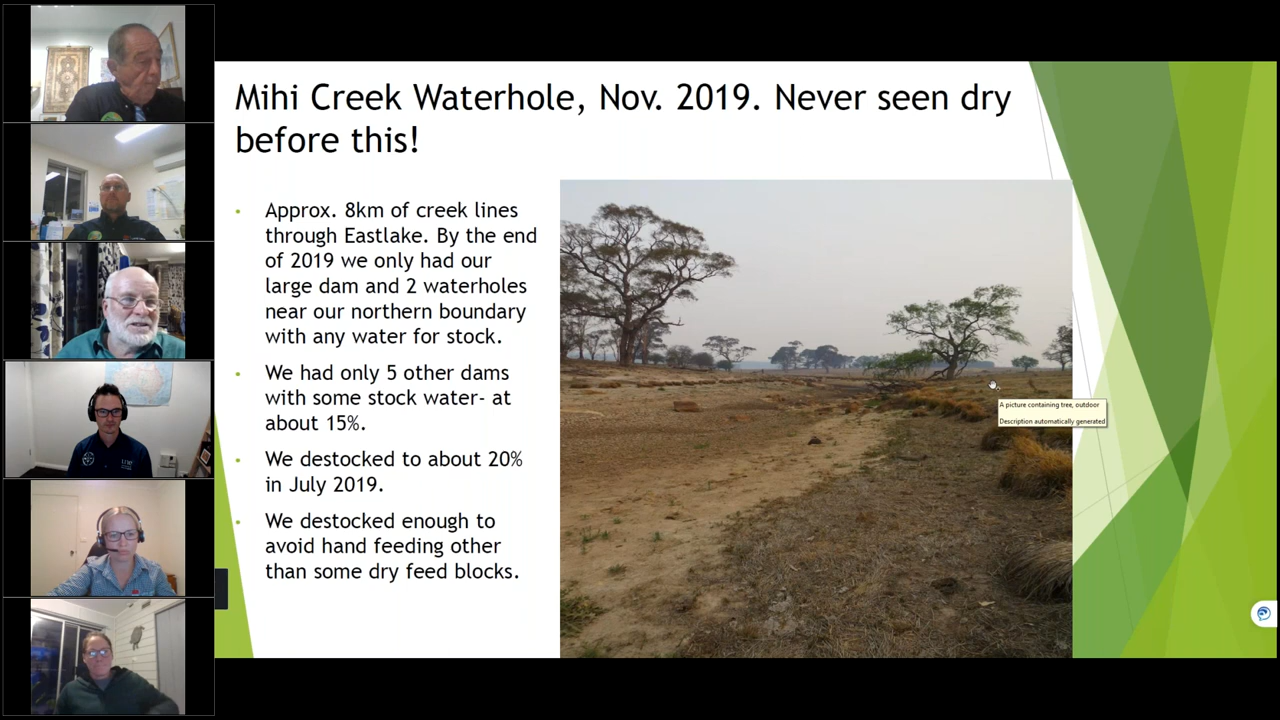 Mihi Creek Waterhole, Nov. 2019. Never seen dry
before this!
Approx. 8km of creek lines
through Eastlake. By the end
of 2019 we only had our
large dam and 2 waterholes
near our northern boundary
with any water for stock.
We had only 5 other dams
with some stock water- at
about 15%.
We destocked to about 20%
in July 2019.
We destocked enough to
avoid hand feeding other
than some dry feed blocks.
A picture containing tree, outdoor
Description automatically generated